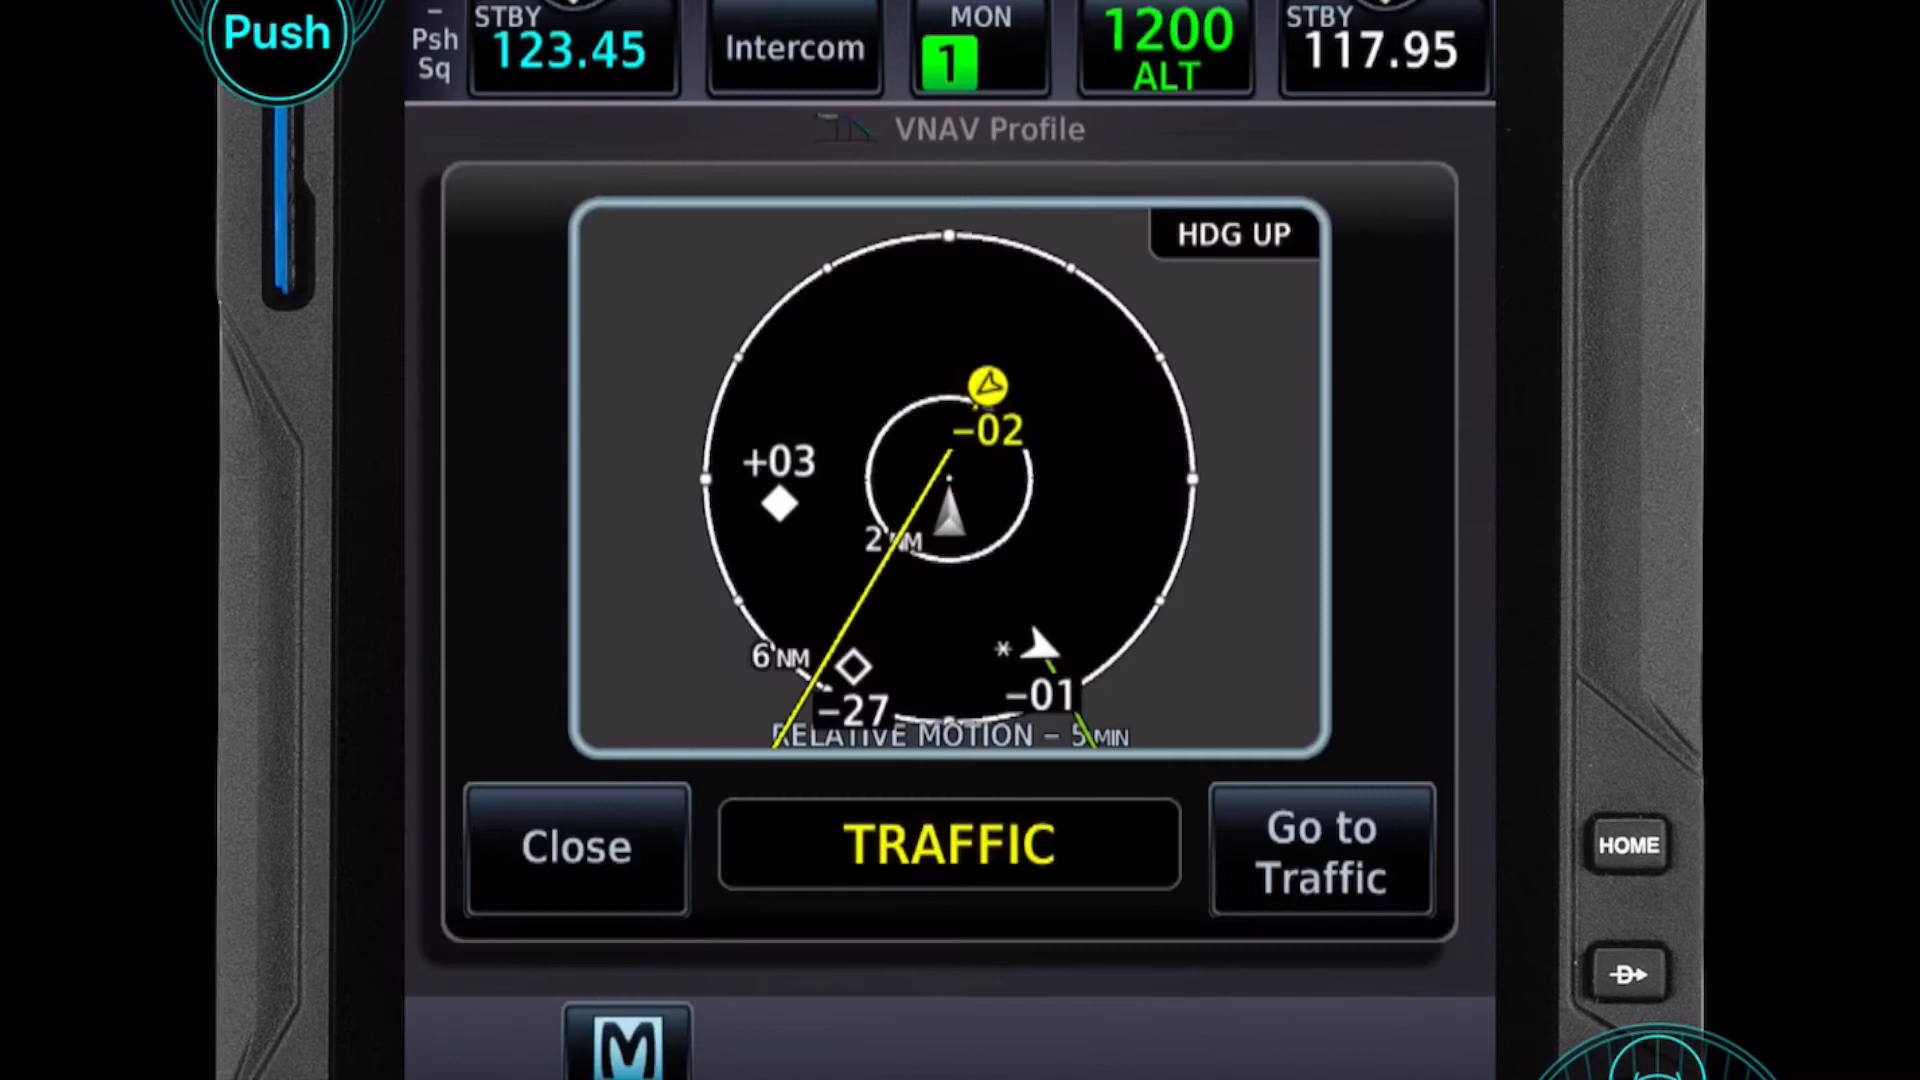 Push
Psh
Sq
STBY
123.45
Intercom
MON
1
1200
ALT
STBY
117.95
VNAV Profile
HDG UP
−02
+03
2 NM
6 NM
* 
−27
−01
RELATIVE MOTION – 5 MIN
Close
TRAFFIC
Go to
Traffic
HOME
D
M